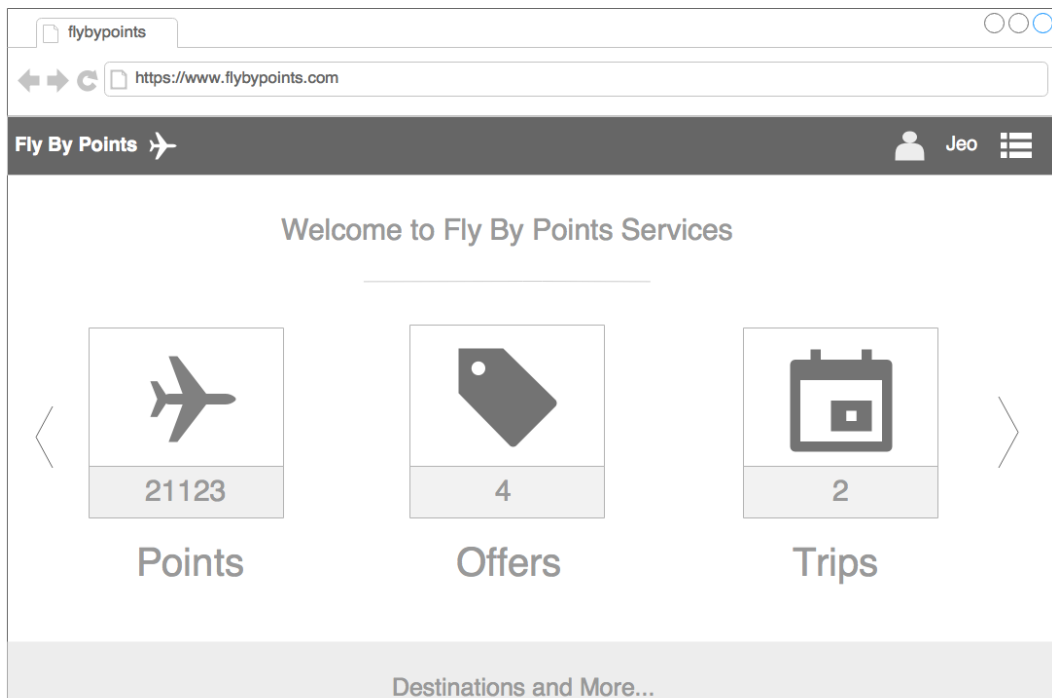 flybypoints
https://www.flybypoints.com
Fly By Points Jeo
Welcome to Fly By Points Services
21123 4 2
Points Offers Trips
Destinations and More...